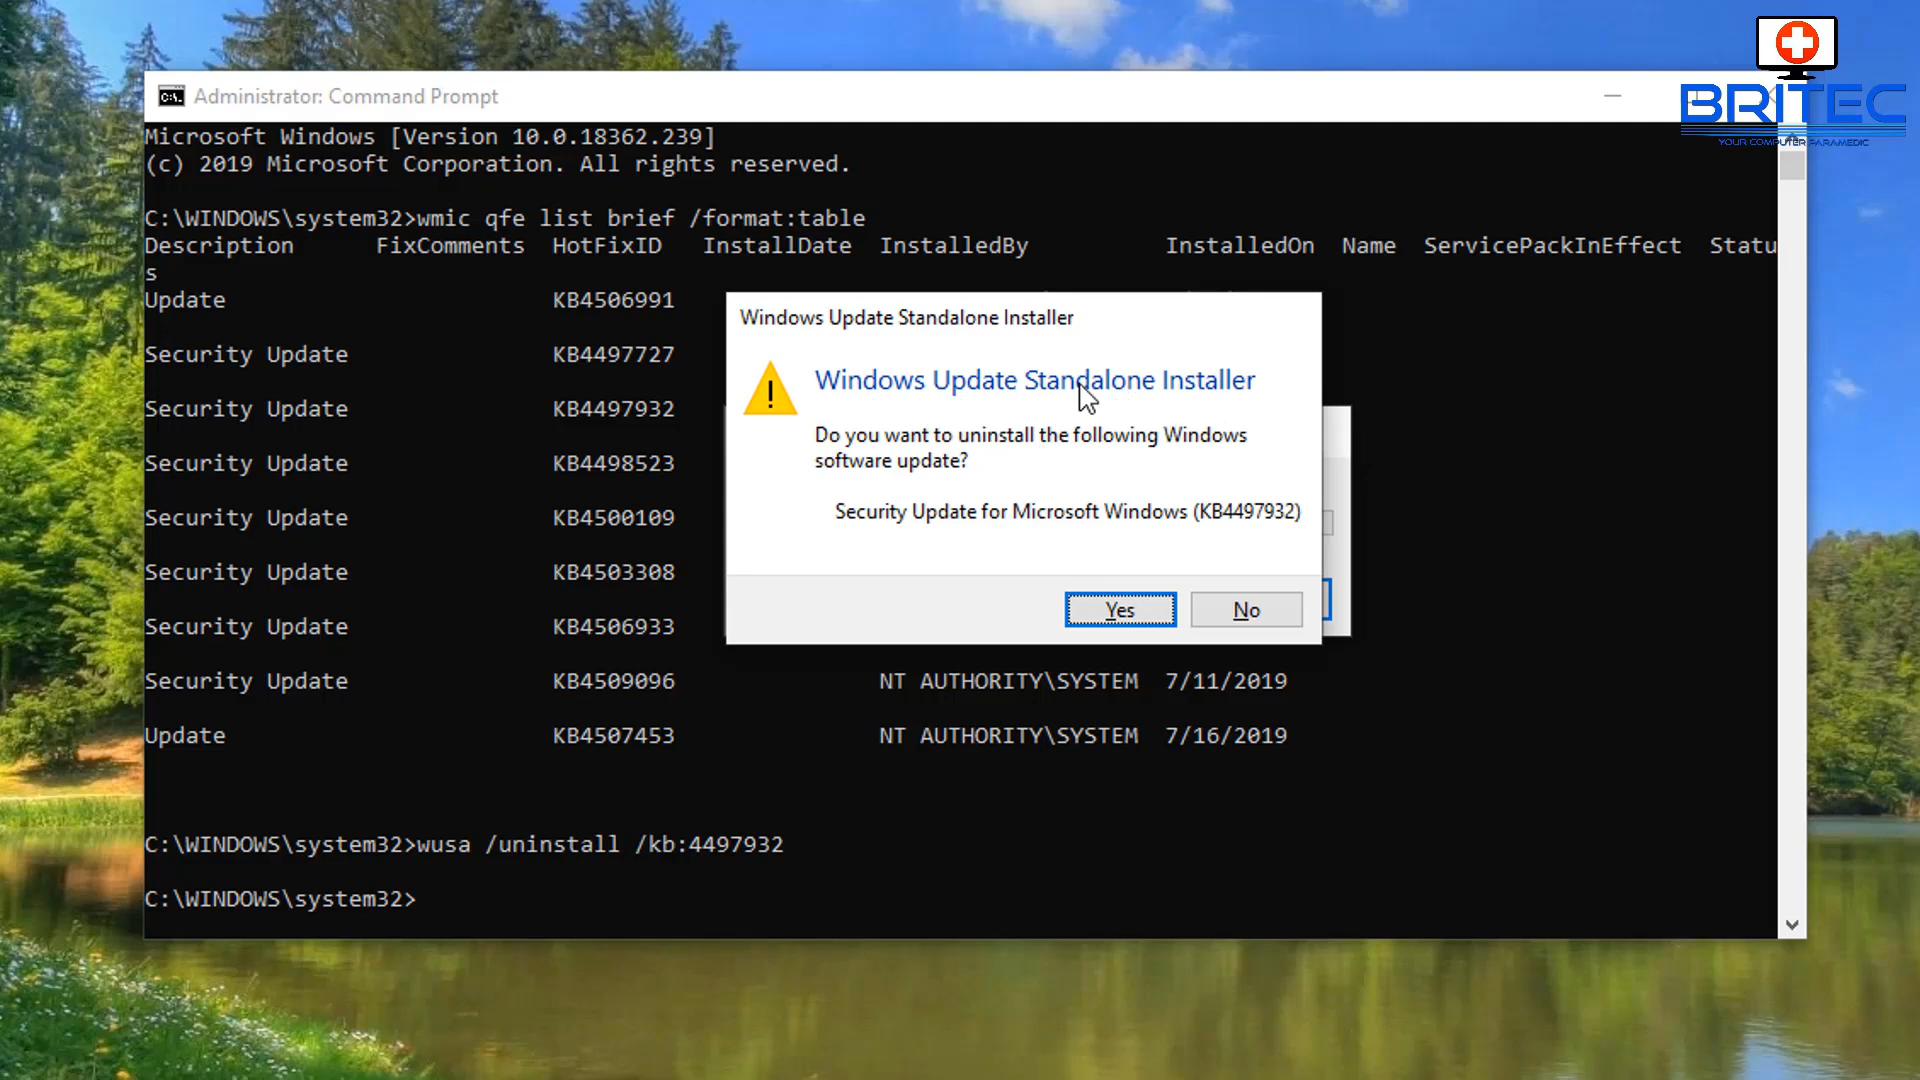 BRITEC
YOUR COMPUTER PARAMEDIC
Administrator: Command Prompt
Microsoft Windows [Version 10.0.18362.239]
(c) 2019 Microsoft Corporation. All rights reserved.
C:\WINDOWS\system32>wmic qfe list brief /format:table
Description FixComments HotFixID InstallDate InstalledBy InstalledOn Name ServicePackInEffect Statu
s
Update KB4506991
Security Update KB4497727
Security Update KB4497932
Security Update KB4498523
Security Update KB4500109
Security Update KB4503308
Security Update KB4506933
Security Update KB4509096 NT AUTHORITY\SYSTEM 7/11/2019
Update KB4507453 NT AUTHORITY\SYSTEM 7/16/2019
C:\WINDOWS\system32>wusa /uninstall /kb:4497932
C:\WINDOWS\system32>
Windows Update Standalone Installer
Windows Update Standalone Installer
Do you want to uninstall the following Windows
software update?
Security Update for Microsoft Windows (KB4497932)
Yes No